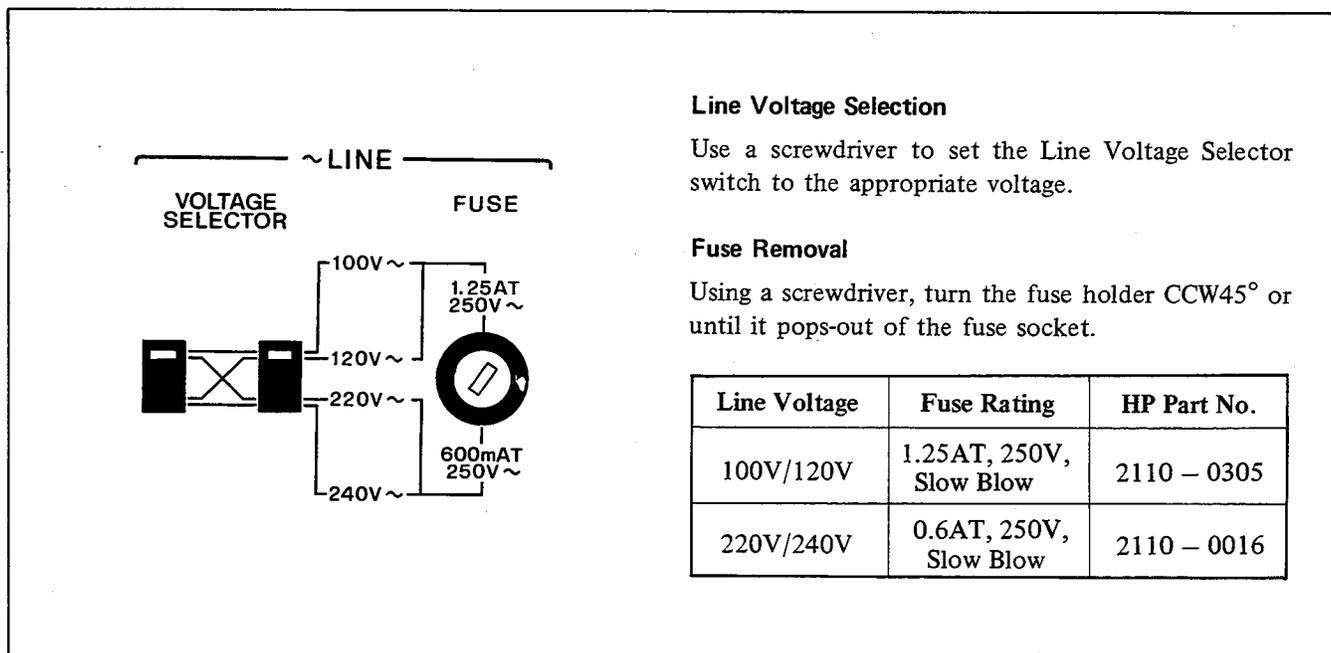 ~LINE
VOLTAGE
SELECTOR
FUSE
100V~
1.25AT
250V~
120V~
220V~
600mAT
250V~
240V~
Line Voltage Selection
Use a screwdriver to set the Line Voltage Selector
switch to the appropriate voltage.
Fuse Removal
Using a screwdriver, turn the fuse holder CCW45° or
until it pops-out of the fuse socket.
Line Voltage Fuse Rating HP Part No.
100V/120V 1.25AT, 250V, 2110 – 0305
Slow Blow
220V/240V 0.6AT, 250V, 2110 – 0016
Slow Blow